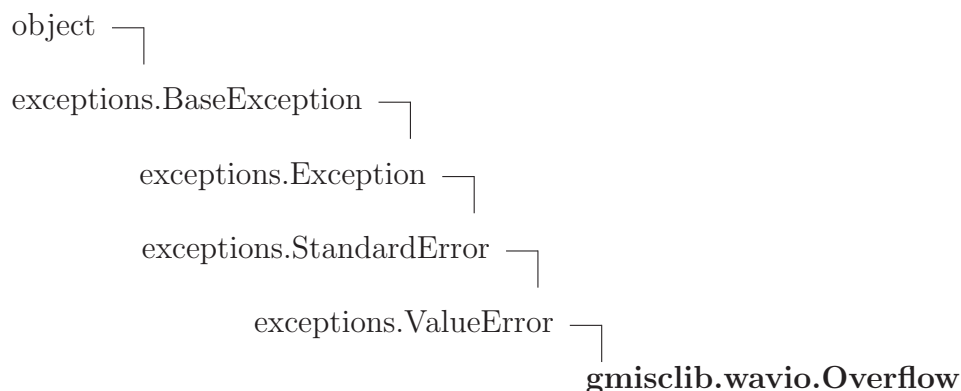 object
exceptions.BaseException
exceptions.Exception
exceptions.StandardError
exceptions.ValueError
gmisclib.wavio.Overflow